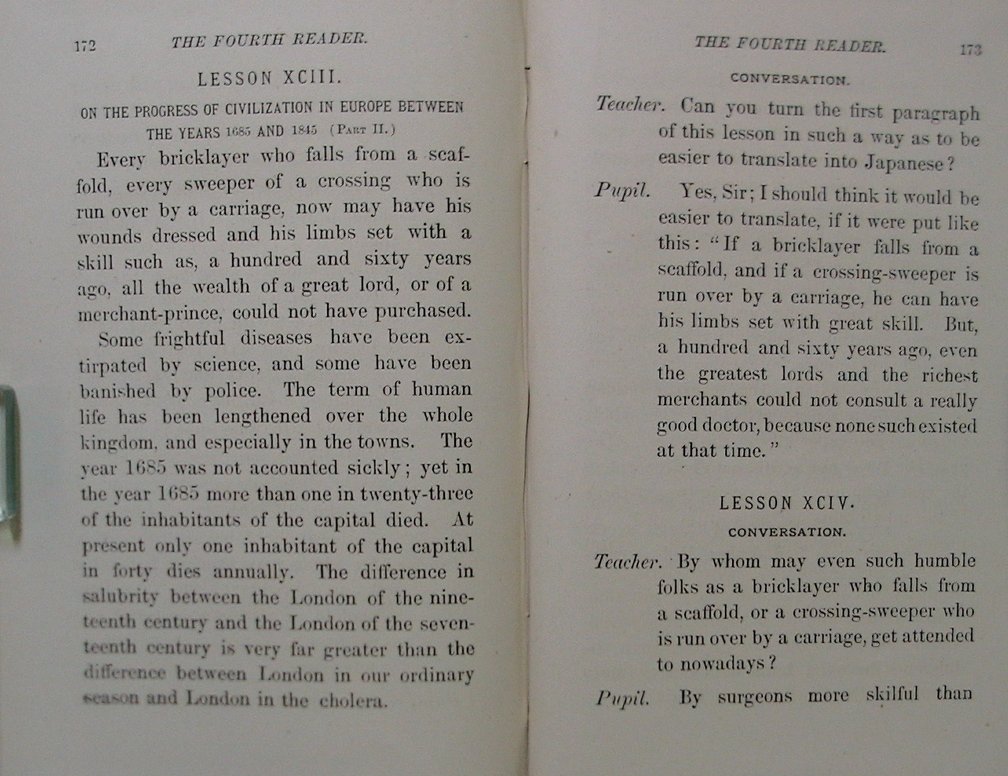 172
THE FOURTH READER.
LESSON XCIII.
ON THE PROGRESS OF CIVILIZATION IN EUROPE BETWEEN
THE YEARS 1685 AND 1845 (PART II.)
Every bricklayer who falls from a scaf-
fold, every sweeper of a crossing who is
run over by a carriage, now may have his
wounds dressed and his limbs set with a
skill such as, a hundred and sixty years
ago, all the wealth of a great lord, or of a
merchant-prince, could not have purchased.
Some frightful diseases have been ex-
tirpated by science, and some have been
banished by police. The term of human
life has been lengthened over the whole
kingdom, and especially in the towns. The
year 1685 was not accounted sickly; yet in
the year 1685 more than one in twenty-three
of the inhabitants of the capital died. At
present only one inhabitant of the capital
in forty dies annually. The difference in
salubrity between the London of the nine-
teenth century and the London of the seven-
teenth century is very far greater than the
difference between London in our ordinary
season and London in the cholera.
THE FOURTH READER.
173
CONVERSATION.
Teacher. Can you turn the first paragraph
of this lesson in such a way as to be
easier to translate into Japanese?
Pupil. Yes, Sir; I should think it would be
easier to translate, if it were put like
this: "If a bricklayer falls from a
scaffold, and if a crossing-sweeper is
run over by a carriage, he can have
his limbs set with great skill. But,
a hundred and sixty years ago, even
the greatest lords and the richest
merchants could not consult a really
good doctor, because none such existed
at that time."
LESSON XCIV.
CONVERSATION.
Teacher. By whom may even such humble
folks as a bricklayer who falls from
a scaffold, or a crossing-sweeper who
is run over by a carriage, get attended
to nowadays?
Pupil. By surgeons more skilful than